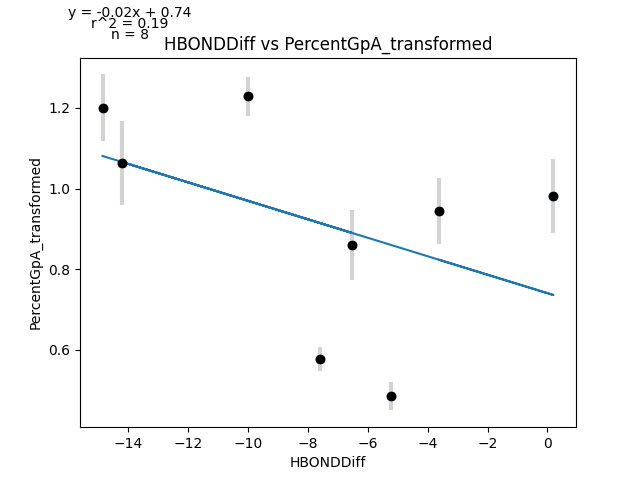 y = -0.02x + 0.74
r^2 = 0.19
n = 8
HBONDDiff vs PercentGpA_transformed
PercentGpA_transformed
1.2
1.0
0.8
0.6
−14
−12
−10
−8
−6
−4
−2
0
HBONDDiff